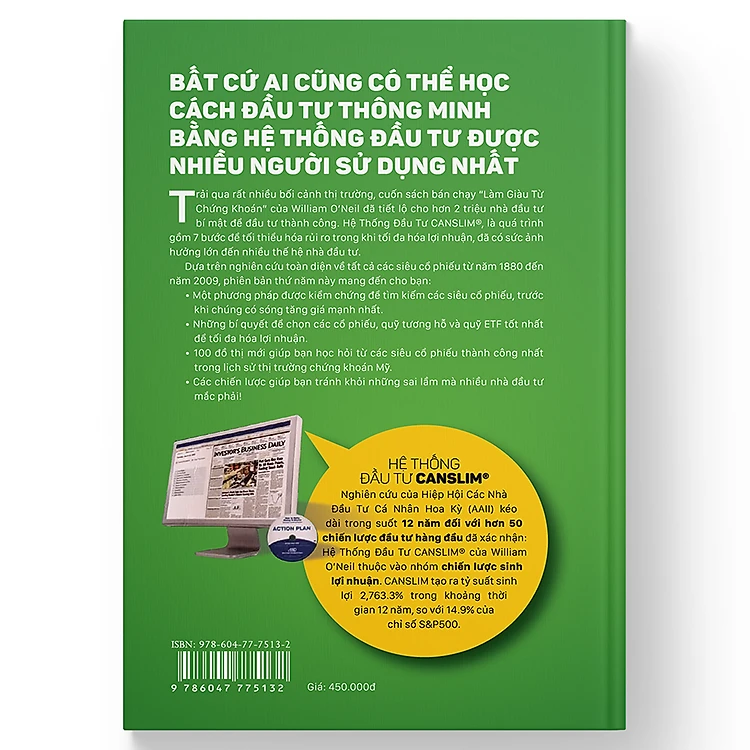 BẤT CỨ AI CŨNG CÓ THỂ HỌC
CÁCH ĐẦU TƯ THÔNG MINH
BẰNG HỆ THỐNG ĐẦU TƯ ĐƯỢC
NHIỀU NGƯỜI SỬ DỤNG NHẤT
Trải qua rất nhiều bối cảnh thị trường, cuốn sách bán chạy “Làm Giàu Từ
Chứng Khoán” của William O’Neil đã tiết lộ cho hơn 2 triệu nhà đầu tư
bí mật để đầu tư thành công. Hệ Thống Đầu Tư CANSLIM®, là quá trình
gồm 7 bước để tối thiểu hóa rủi ro trong khi tối đa hóa lợi nhuận, đã có sức ảnh
hưởng lớn đến nhiều thế hệ nhà đầu tư.
Dựa trên nghiên cứu toàn diện về tất cả các siêu cổ phiếu từ năm 1880 đến
năm 2009, phiên bản thứ năm này mang đến cho bạn:
• Một phương pháp được kiểm chứng để tìm kiếm các siêu cổ phiếu, trước
khi chúng có sóng tăng giá mạnh nhất.
• Những bí quyết để chọn các cổ phiếu, quỹ tương hỗ và quỹ ETF tốt nhất
để tối đa hóa lợi nhuận.
• 100 đồ thị mới giúp bạn học hỏi từ các siêu cổ phiếu thành công nhất
trong lịch sử thị trường chứng khoán Mỹ.
• Các chiến lược giúp bạn tránh khỏi những sai lầm mà nhiều nhà đầu tư
mắc phải!
INVESTOR'S BUSINESS DAILY
ACTION PLAN
HỆ THỐNG
ĐẦU TƯ CANSLIM®
Nghiên cứu của Hiệp Hội Các Nhà
Đầu Tư Cá Nhân Hoa Kỳ (AAII) kéo
dài trong suốt 12 năm đối với hơn 50
chiến lược đầu tư hàng đầu đã xác nhận:
Hệ Thống Đầu Tư CANSLIM® của William
O’Neil thuộc vào nhóm chiến lược sinh
lợi nhuận. CANSLIM tạo ra tỷ suất sinh
lợi 2,763.3% trong khoảng thời
gian 12 năm, so với 14.9% của
chỉ số S&P500.
ISBN: 978-604-77-7513-2
9 786047 775132
Giá: 450.000đ